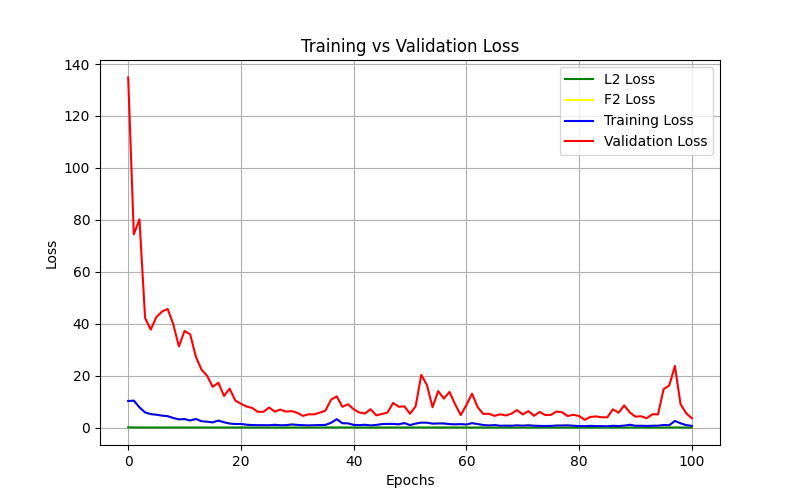 Training vs Validation Loss
140
120
100
80
60
40
20
0
Loss
0 20 40 60 80 100
Epochs
L2 Loss
F2 Loss
Training Loss
Validation Loss